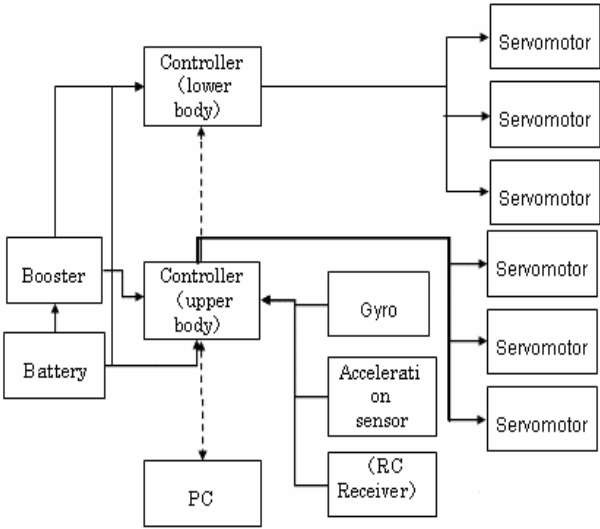 Servomotor
Controller
(lower
body)
Servomotor
Servomotor
Booster
Controller
(upper
body)
Servomotor
Gyro
Servomotor
Battery
Accelerati
on
sensor
Servomotor
(RC
Receiver)
PC